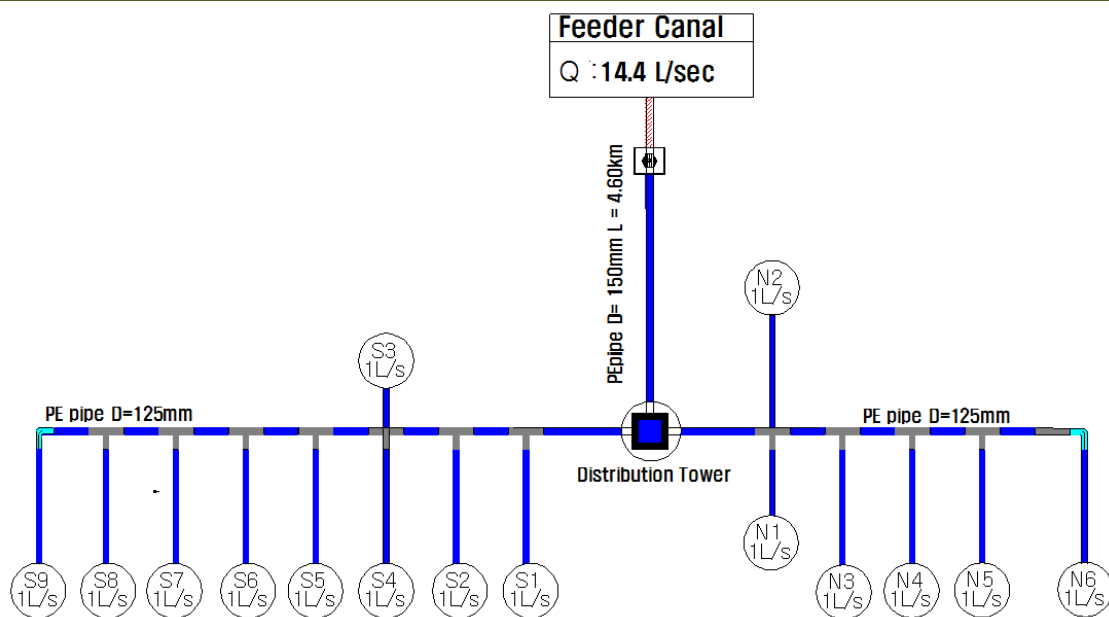 Feeder Canal
Q : 14.4 L/sec
PEpipe D= 150mm L = 4.60km
N2
1L/s
S3
1L/s
PE pipe D=125mm
PE pipe D=125mm
Distribution Tower
N1
1L/s
S9
1L/s
S8
1L/s
S7
1L/s
S6
1L/s
S5
1L/s
S4
1L/s
S2
1L/s
S1
1L/s
N3
1L/s
N4
1L/s
N5
1L/s
N6
1L/s